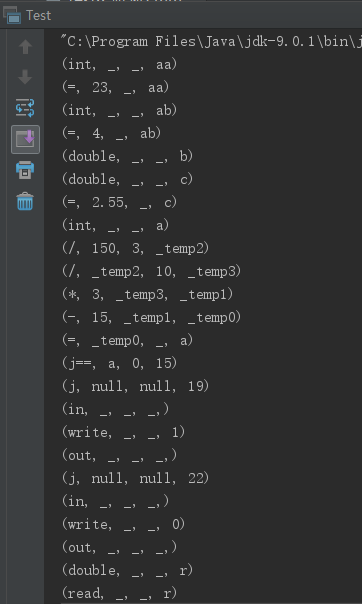 Test
"C:\Program Files\Java\jdk-9.0.1\bin\j
(int, _, _, aa)
(=, 23, _, aa)
(int, _, _, ab)
(=, 4, _, ab)
(double, _, _, b)
(double, _, _, c)
(=, 2.55, _, c)
(int, _, _, a)
(/, 150, 3, _temp2)
(/, _temp2, 10, _temp3)
(*, 3, _temp3, _temp1)
(-, 15, _temp1, _temp0)
(=, _temp0, _, a)
(j==, a, 0, 15)
(j, null, null, 19)
(in, _, _, _,)
(write, _, _, 1)
(out, _, _, _,)
(j, null, null, 22)
(in, _, _, _,)
(write, _, _, 0)
(out, _, _, _,)
(double, _, _, r)
(read, _, _, r)